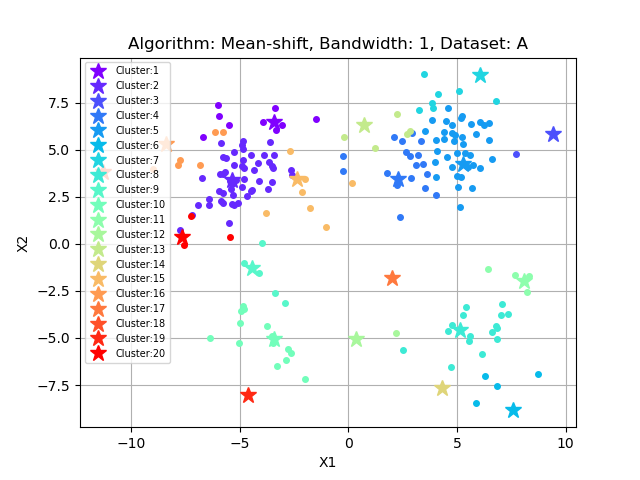 Algorithm: Mean-shift, Bandwidth: 1, Dataset: A
Cluster:1
Cluster:2
Cluster:3
Cluster:4
Cluster:5
Cluster:6
Cluster:7
Cluster:8
Cluster:9
Cluster:10
Cluster:11
Cluster:12
Cluster:13
Cluster:14
Cluster:15
Cluster:16
Cluster:17
Cluster:18
Cluster:19
Cluster:20
7.5
5.0
2.5
0.0
−2.5
−5.0
−7.5
X2
−10 −5 0 5 10
X1